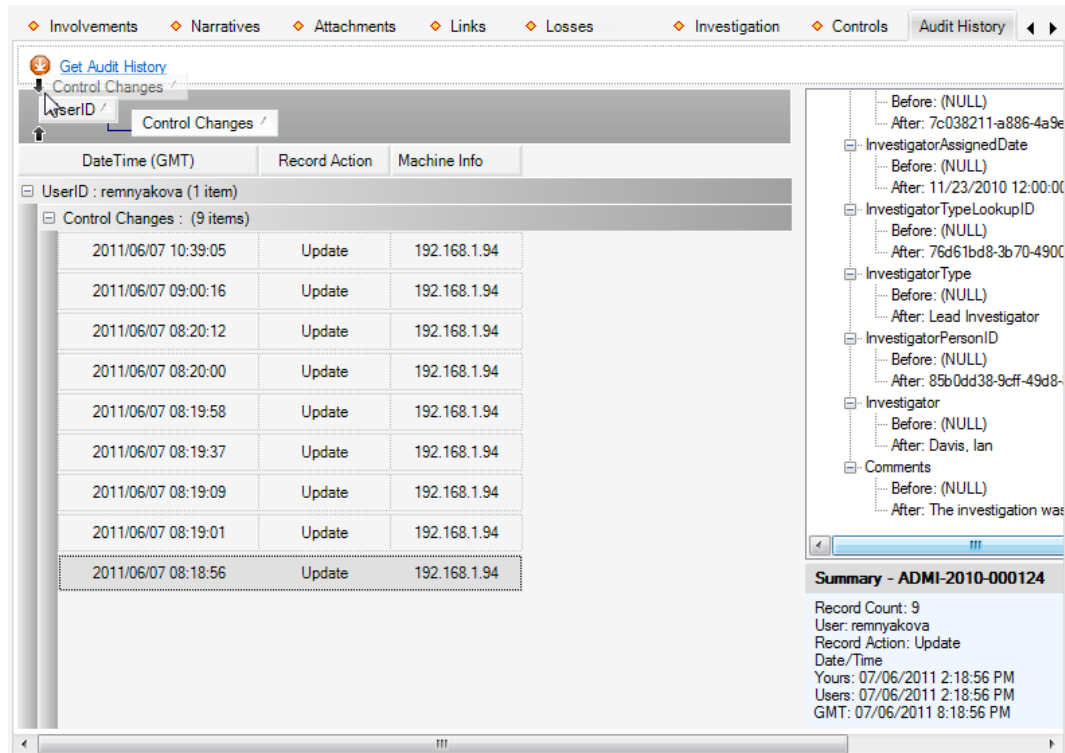 Involvements Narratives Attachments Links Losses Investigation Controls Audit History
Get Audit History
Control Changes
UserID
Control Changes
DateTime (GMT) Record Action Machine Info
UserID : remnyakova (1 item)
Control Changes : (9 items)
2011/06/07 10:39:05 Update 192.168.1.94
2011/06/07 09:00:16 Update 192.168.1.94
2011/06/07 08:20:12 Update 192.168.1.94
2011/06/07 08:20:00 Update 192.168.1.94
2011/06/07 08:19:58 Update 192.168.1.94
2011/06/07 08:19:37 Update 192.168.1.94
2011/06/07 08:19:09 Update 192.168.1.94
2011/06/07 08:19:01 Update 192.168.1.94
2011/06/07 08:18:56 Update 192.168.1.94
Before: (NULL)
After: 7c038211-a886-4a9e
InvestigatorAssignedDate
Before: (NULL)
After: 11/23/2010 12:00:00
InvestigatorTypeLookupID
Before: (NULL)
After: 76d61bd8-3b70-4900
InvestigatorType
Before: (NULL)
After: Lead Investigator
InvestigatorPersonID
Before: (NULL)
After: 85b0dd38-9cff-49d8-
Investigator
Before: (NULL)
After: Davis, Ian
Comments
Before: (NULL)
After: The investigation was
Summary - ADMI-2010-000124
Record Count: 9
User: remnyakova
Record Action: Update
Date/Time
Yours: 07/06/2011 2:18:56 PM
Users: 07/06/2011 2:18:56 PM
GMT: 07/06/2011 8:18:56 PM